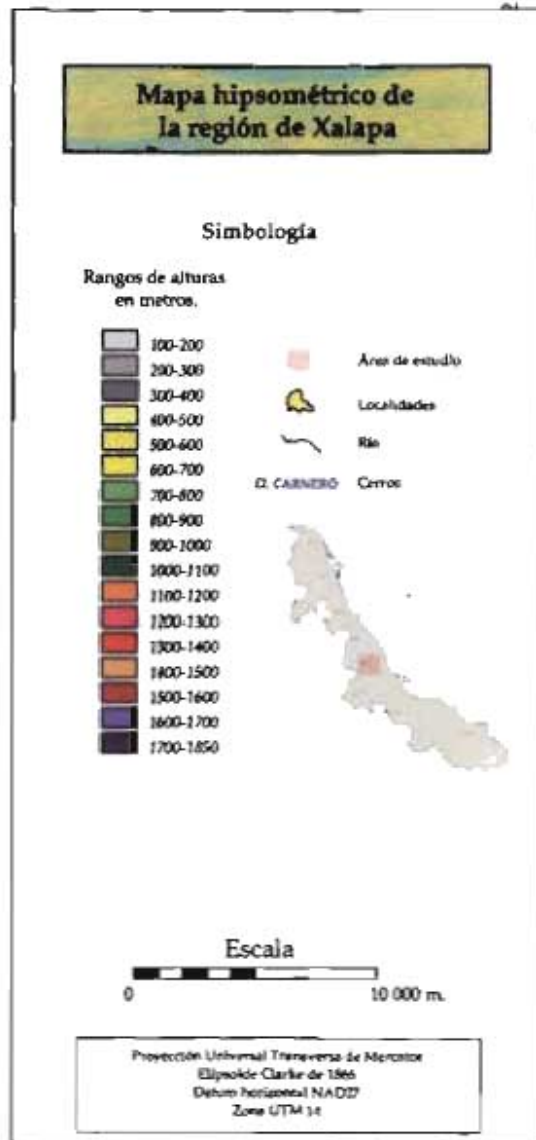 Mapa hipsométrico de
la región de Xalapa
Simbología
Rangos de alturas
en metros.
100-200
200-300
300-400
400-500
500-600
600-700
700-800
800-900
900-1000
1000-1100
1100-1200
1200-1300
1300-1400
1400-1500
1500-1600
1600-1700
1700-1850
Área de estudio
Localidades
Río
EL CARNERO Cerros
Escala
0 10 000 m.
Proyección Universal Transversa de Mercator
Elipsoide Clarke de 1866
Datum horizontal NAD27
Zona UTM 14